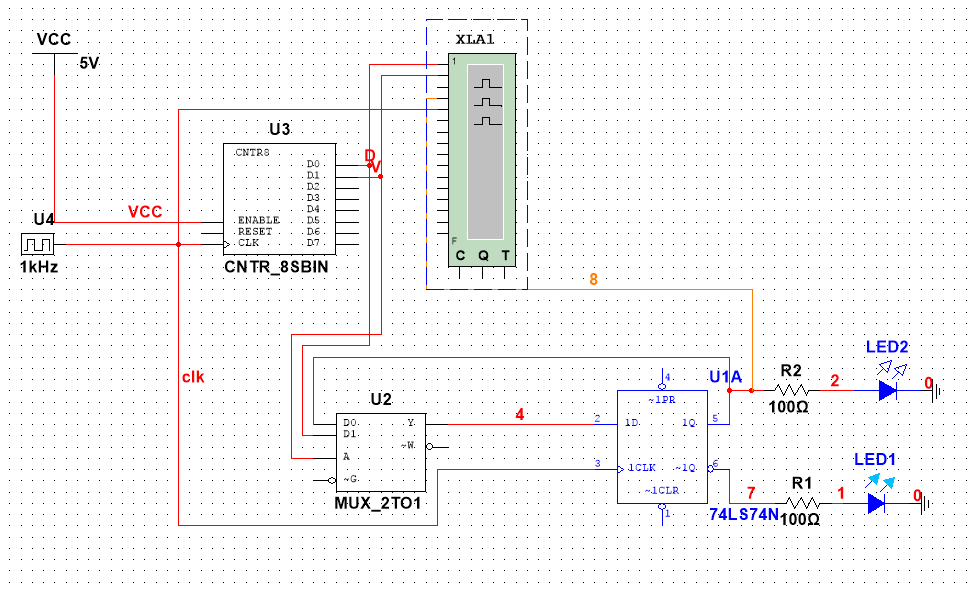 VCC
5V
XLA1
1
F
C Q T
U3
CNTR8
D0
D1
D2
D3
D4
D5
D6
D7
ENABLE
RESET
CLK
CNTR_8SBIN
D
V
VCC
U4
1kHz
8
clk
U2
D0
D1
A
~G
Y
~W
MUX_2TO1
4
U1A
4
~1PR
2
1D
1Q
5
3
1CLK
~1Q
6
~1CLR
1
74LS74N
R2
100Ω
2
LED2
0
7
R1
100Ω
1
LED1
0